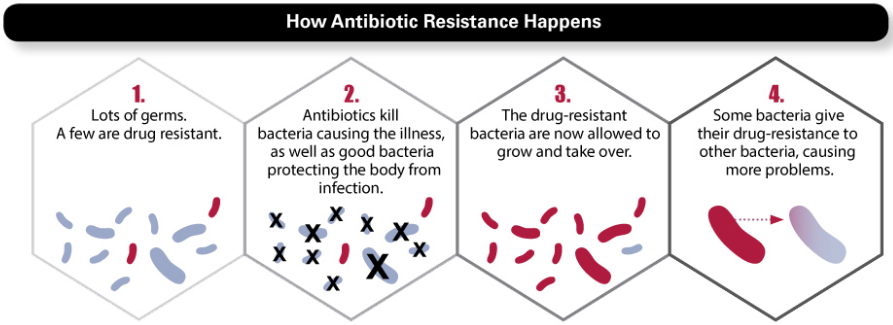 How Antibiotic Resistance Happens
1.
Lots of germs.
A few are drug resistant.
2.
Antibiotics kill
bacteria causing the illness,
as well as good bacteria
protecting the body from
infection.
X X X X X X X X X
3.
The drug-resistant
bacteria are now allowed to
grow and take over.
4.
Some bacteria give
their drug-resistance to
other bacteria, causing
more problems.